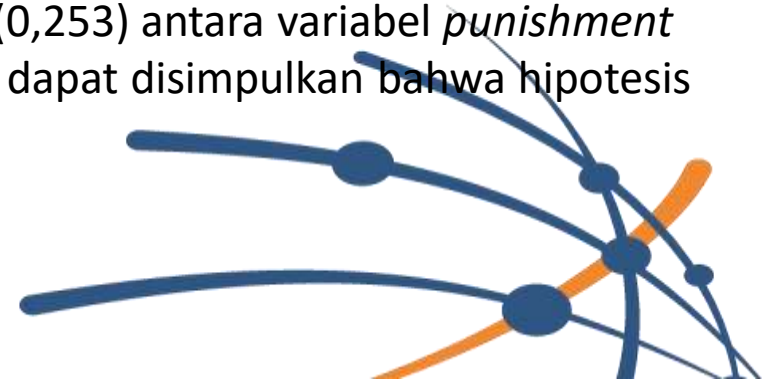 (0,253) antara variabel punishment
dapat disimpulkan bahwa hipotesis